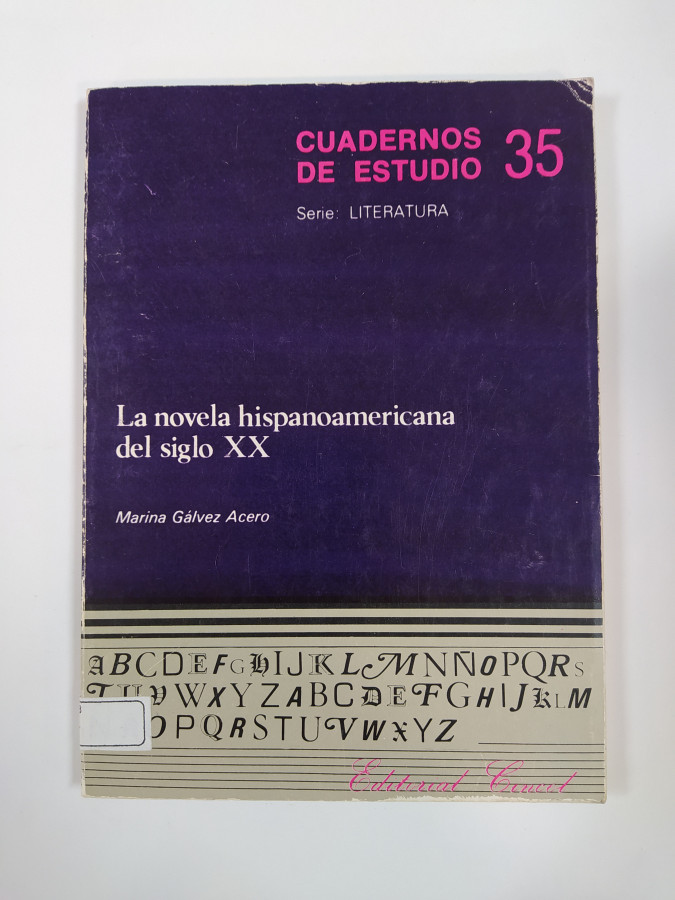 CUADERNOS
DE ESTUDIO 35
Serie: LITERATURA
La novela hispanoamericana
del siglo XX
Marina Gálvez Acero
ABCDEFGHIJKLMNÑOPQRS
TUVWXYZABCDEFGHIJKLM
OPQRSTUVWXYZ
Editorial Cincel